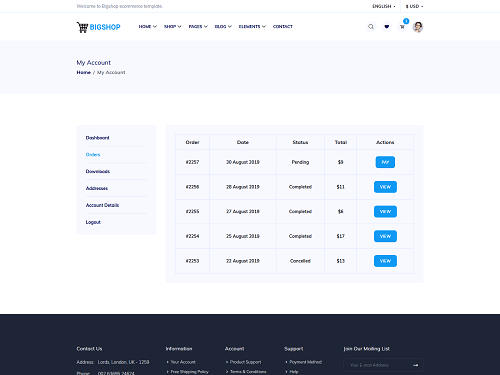 Welcome to Bigshop ecommerce template.
ENGLISH
$ USD
BIGSHOP
HOME
SHOP
PAGES
BLOG
ELEMENTS
CONTACT
My Account
Home / My Account
Dashboard
Orders
Downloads
Addresses
Account Details
Logout
Order Date Status Total Actions
#2257 30 August 2019 Pending $9 PAY
#2256 28 August 2019 Completed $11 VIEW
#2255 27 August 2019 Completed $6 VIEW
#2254 25 August 2019 Completed $17 VIEW
#2253 22 August 2019 Cancelled $13 VIEW
Contact Us
Address: Lords, London, UK - 1259
Phone: 002 63695 24624
Information
Your Account
Free Shipping Policy
Account
Product Support
Terms & Conditions
Support
Payment Method
Help
Join Our Mailing List
Your E-mail Address